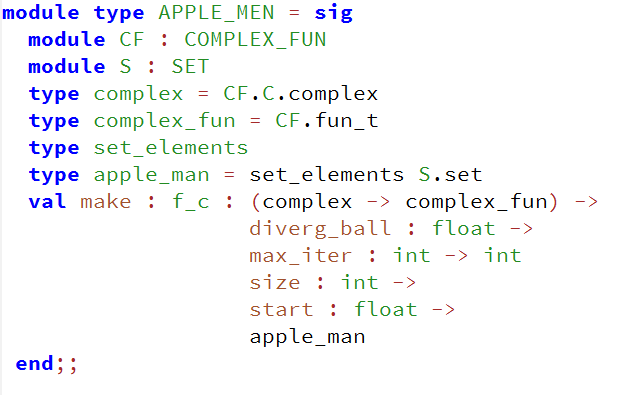 module type APPLE_MEN = sig
  module CF : COMPLEX_FUN
  module S : SET
  type complex = CF.C.complex
  type complex_fun = CF.fun_t
  type set_elements
  type apple_man = set_elements S.set
  val make : f_c : (complex -> complex_fun) ->
                   diverg_ball : float ->
                   max_iter : int -> int
                   size : int ->
                   start : float ->
                   apple_man
 end;;